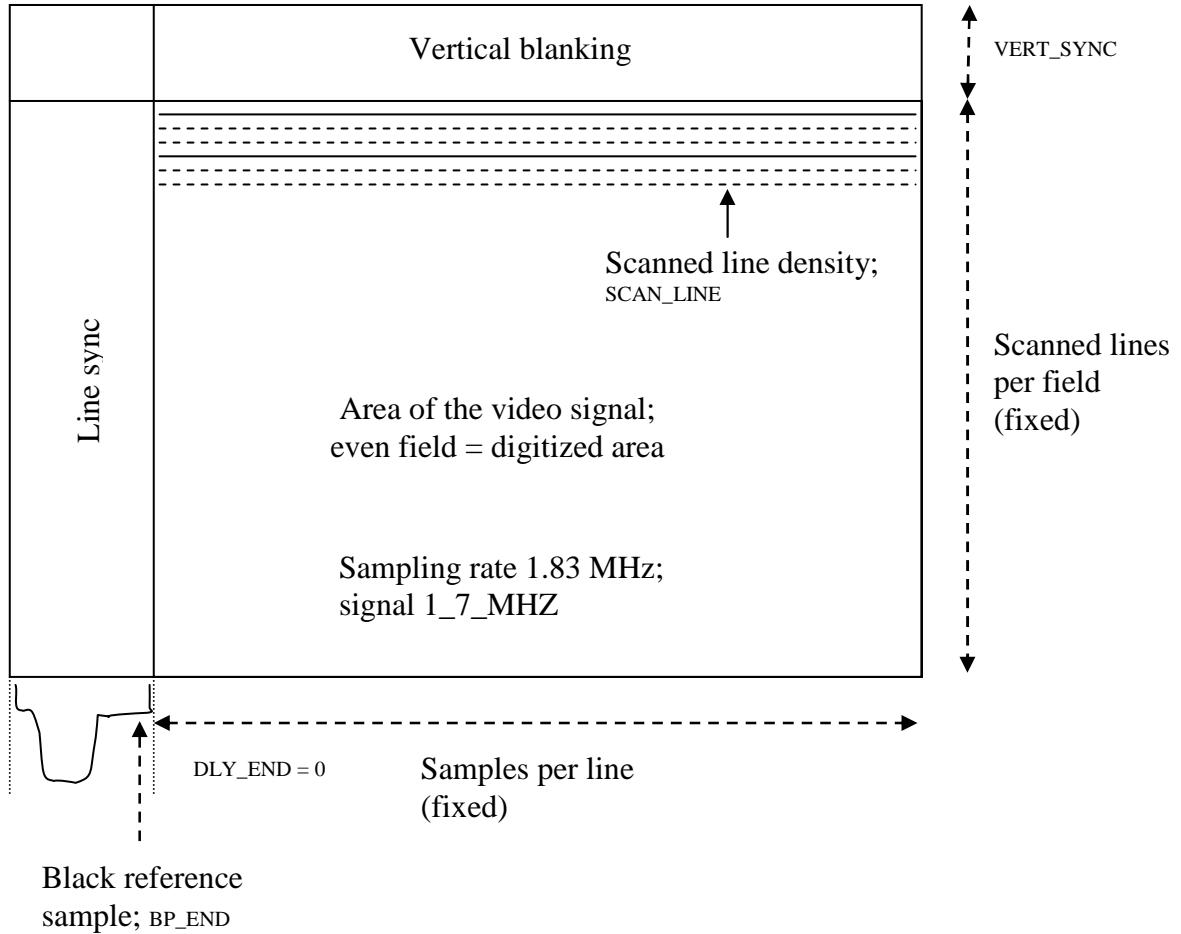 Vertical blanking
VERT_SYNC
Scanned line density;
SCAN_LINE
Line sync
Scanned lines
per field
(fixed)
Area of the video signal;
even field = digitized area
Sampling rate 1.83 MHz;
signal 1_7_MHZ
DLY_END = 0
Samples per line
(fixed)
Black reference
sample; BP_END